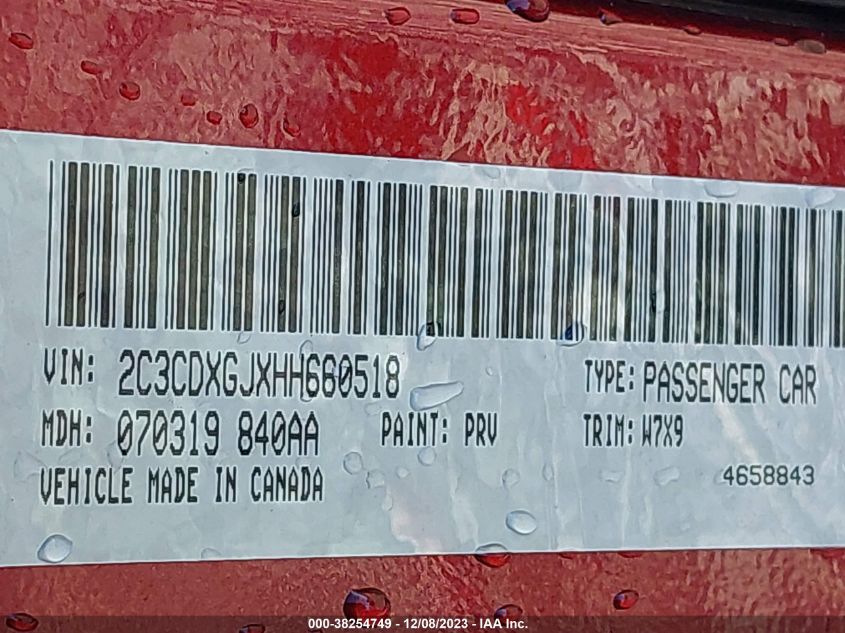 VIN: 2C3CDXGJXHH660518 TYPE: PASSENGER CAR
MDH: 070319 840AA PAINT: PRV TRIM: W7X9
VEHICLE MADE IN CANADA 4658843
000-38254749 - 12/08/2023 - IAA Inc.